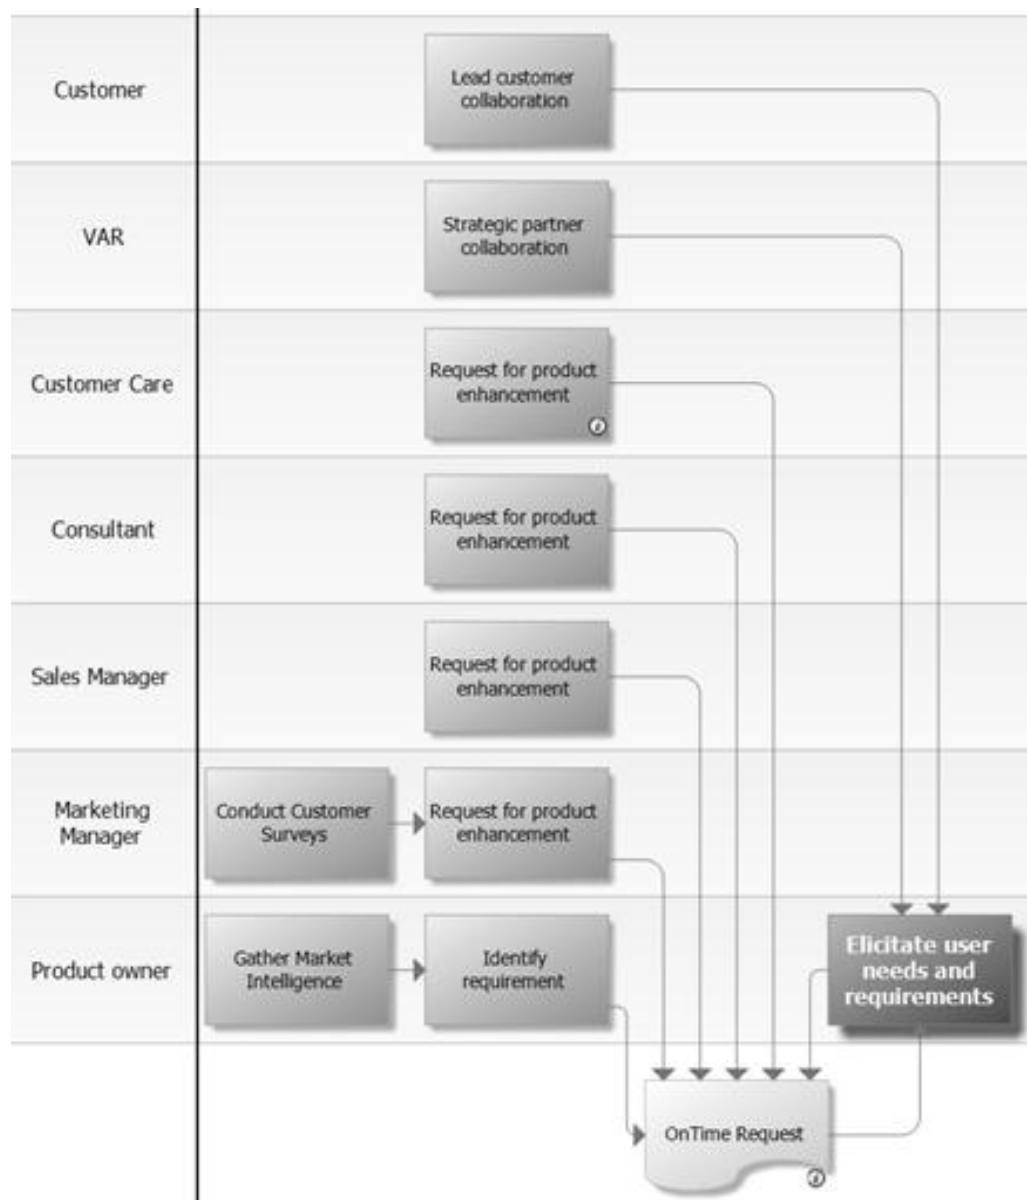 Customer
Lead customer
collaboration
VAR
Strategic partner
collaboration
Customer Care
Request for product
enhancement
Consultant
Request for product
enhancement
Sales Manager
Request for product
enhancement
Marketing
Manager
Conduct Customer
Surveys
Request for product
enhancement
Product owner
Gather Market
Intelligence
Identify
requirement
Elicitate user
needs and
requirements
OnTime Request